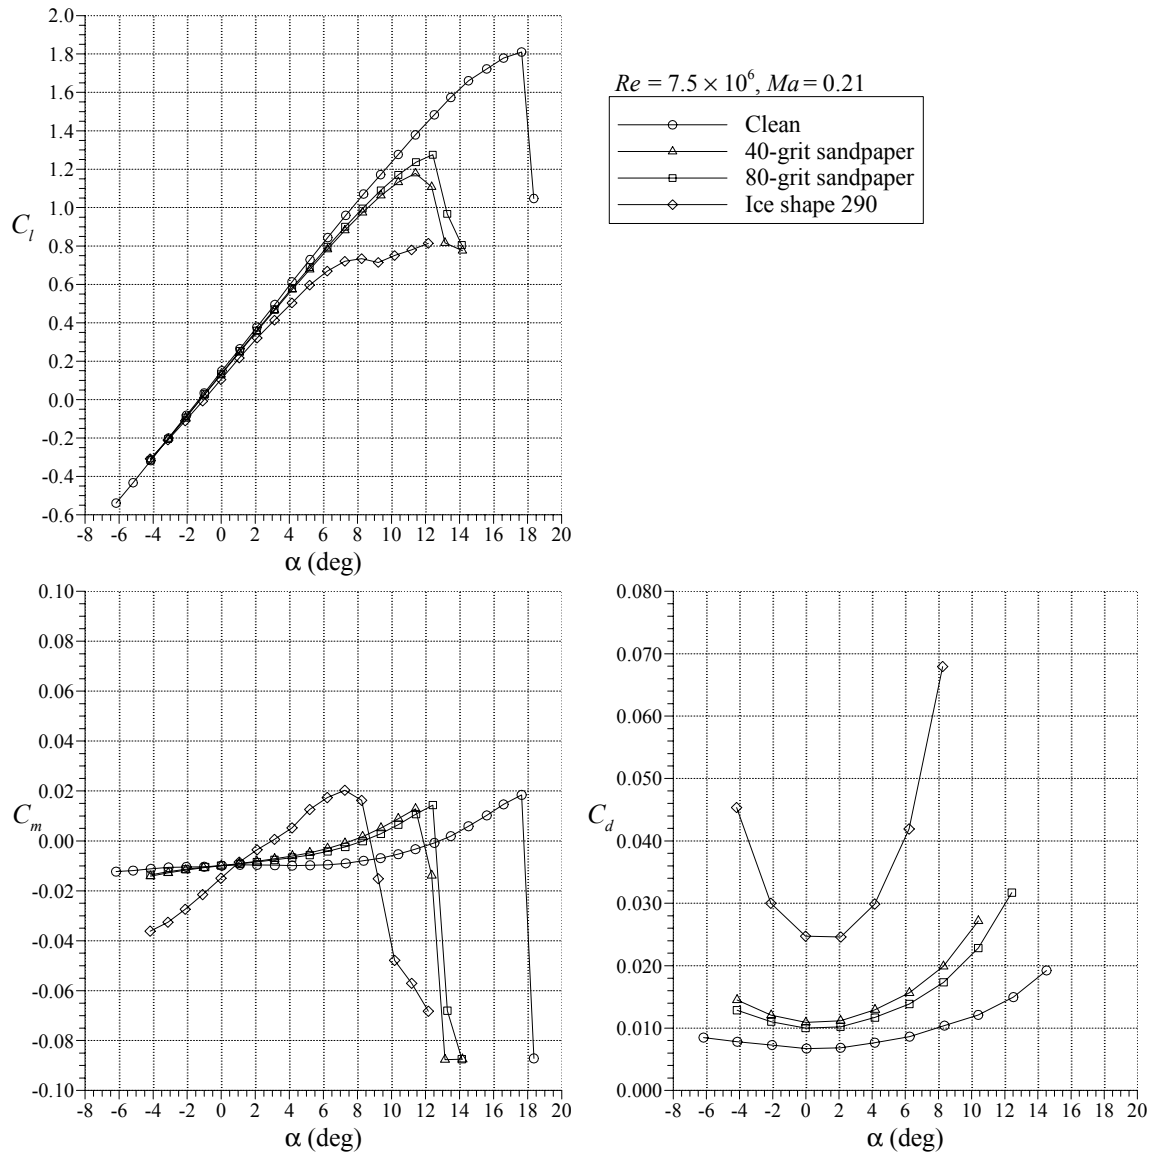 2.0
1.8
1.6
1.4
1.2
1.0
0.8
0.6
0.4
0.2
0.0
-0.2
-0.4
-0.6
C_l
-8 -6 -4 -2 0 2 4 6 8 10 12 14 16 18 20
α (deg)
Re = 7.5 × 10^6, Ma = 0.21
Clean
40-grit sandpaper
80-grit sandpaper
Ice shape 290
0.10
0.08
0.06
0.04
0.02
0.00
-0.02
-0.04
-0.06
-0.08
-0.10
C_m
-8 -6 -4 -2 0 2 4 6 8 10 12 14 16 18 20
α (deg)
0.080
0.070
0.060
0.050
0.040
0.030
0.020
0.010
0.000
C_d
-8 -6 -4 -2 0 2 4 6 8 10 12 14 16 18 20
α (deg)